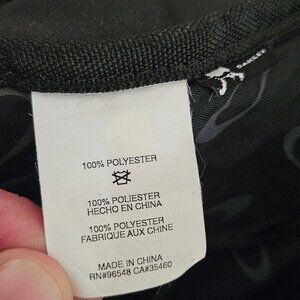 OAKLEY
100% POLYESTER
100% POLIESTER
HECHO EN CHINA
100% POLYESTER
FABRIQUE AUX CHINE
MADE IN CHINA
RN#96548 CA#35460